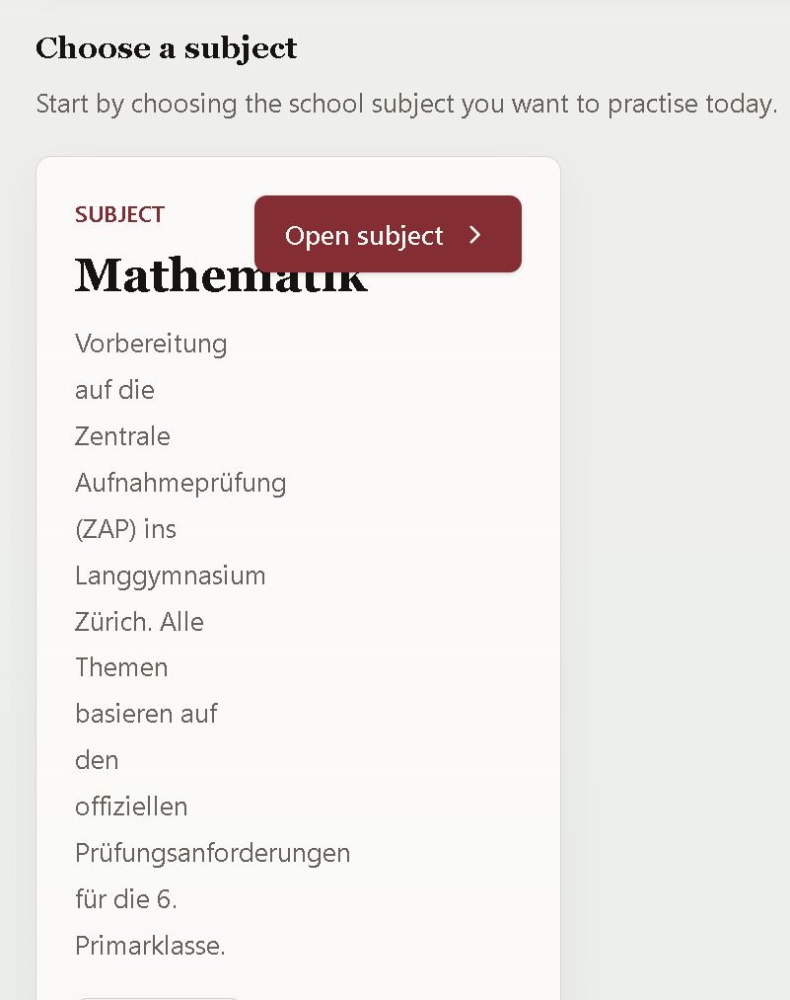 Choose a subject
Start by choosing the school subject you want to practise today.
SUBJECT
Open subject
Mathematik
Vorbereitung
auf die
Zentrale
Aufnahmeprüfung
(ZAP) ins
Langgymnasium
Zürich. Alle
Themen
basieren auf
den
offiziellen
Prüfungsanforderungen
für die 6.
Primarklasse.